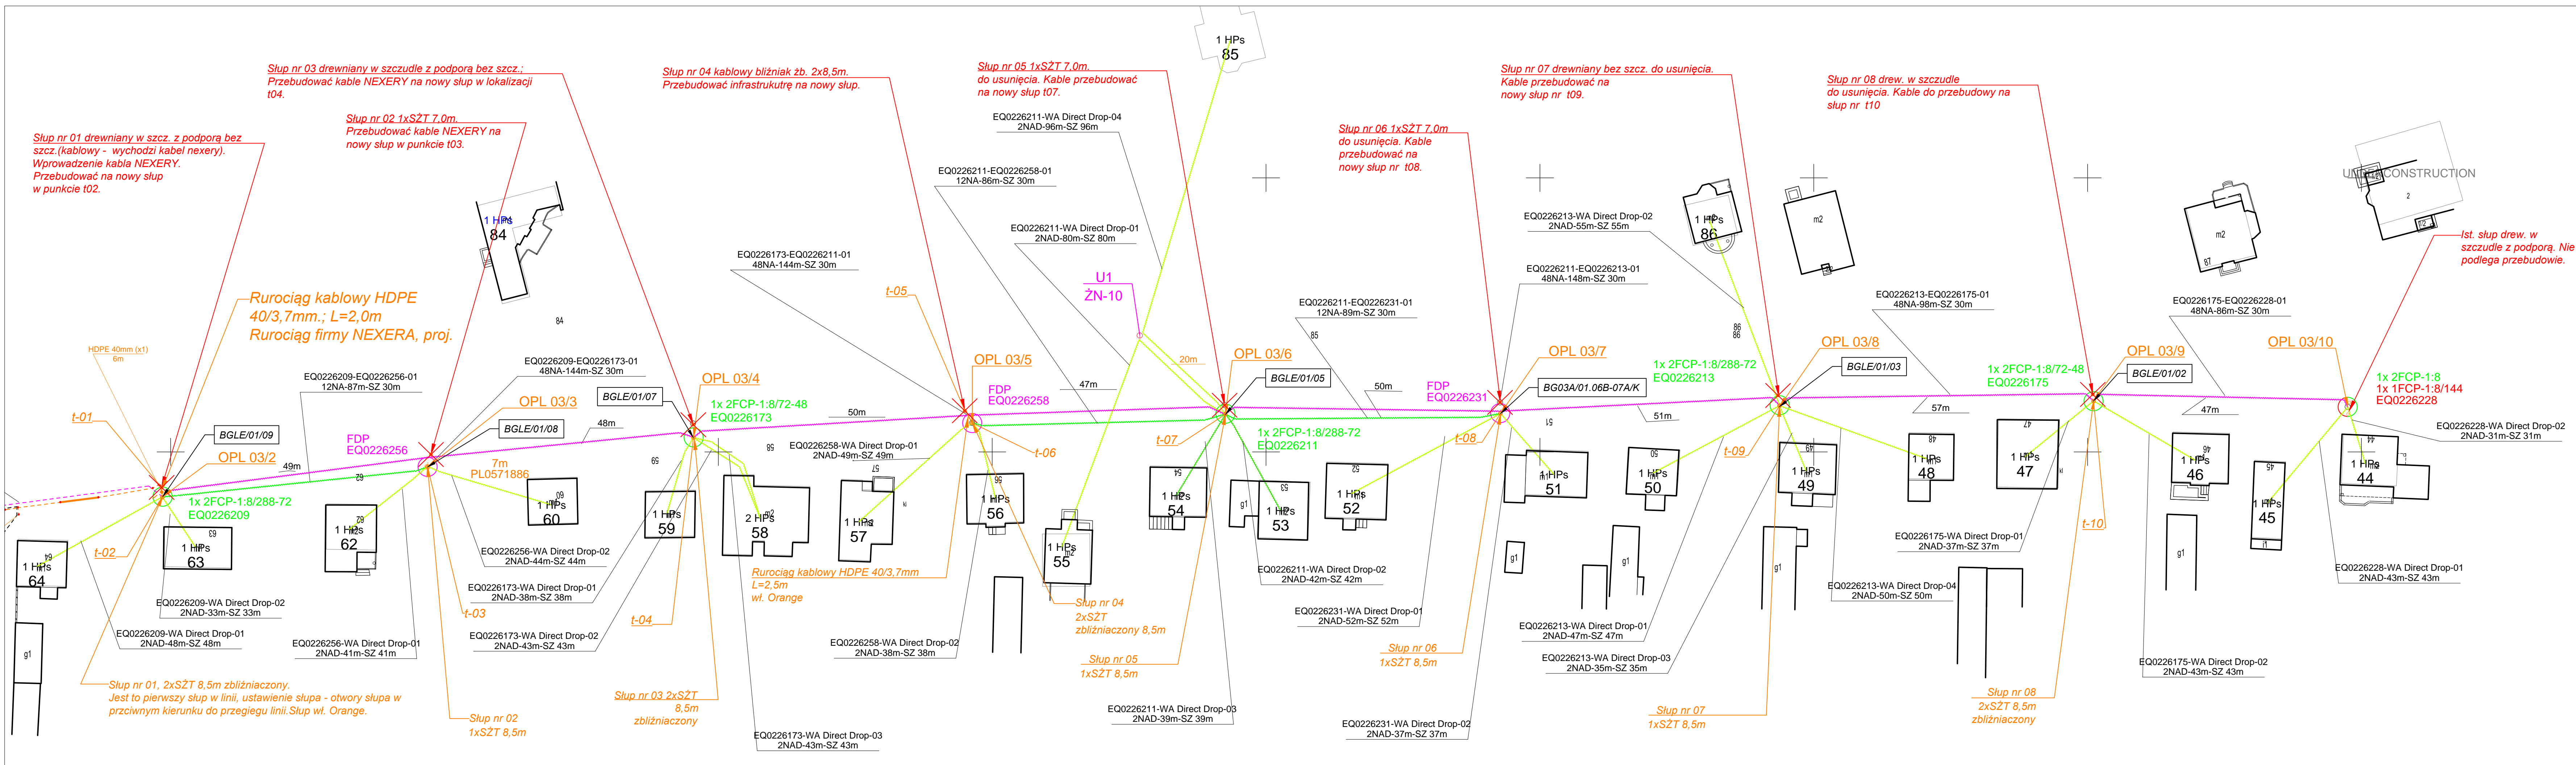 Słup nr 01 drewniany w szcz. z podporą bez
szcz.(kablowy - wychodzi kabel nexery).
Wprowadzenie kabla NEXERY.
Przebudować na nowy słup
w punkcie t02.
Słup nr 03 drewniany w szczudle z podporą bez szcz.;
Przebudować kable NEXERY na nowy słup w lokalizacji
t04.
Słup nr 02 1xSŻT 7,0m.
Przebudować kable NEXERY na
nowy słup w punkcie t03.
Słup nr 04 kablowy bliźniak żb. 2x8,5m.
Przebudować infrastrukutrę na nowy słup.
Słup nr 05 1xSŻT 7,0m.
do usunięcia. Kable przebudować
na nowy słup t07.
Słup nr 06 1xSŻT 7,0m
do usunięcia. Kable
przebudować na
nowy słup nr t08.
Słup nr 07 drewniany bez szcz. do usunięcia.
Kable przebudować na
nowy słup nr t09.
Słup nr 08 drew. w szczudle
do usunięcia. Kable do przebudowy na
słup nr t10
Ist. słup drew. w
szczudle z podporą. Nie
podlega przebudowie.
UNDER CONSTRUCTION
1 HPs
85
1 HPs
84
84
1 HPs
86
m2
m2
87
2
EQ0226211-WA Direct Drop-04
2NAD-96m-SZ 96m
EQ0226211-EQ0226258-01
12NA-86m-SZ 30m
EQ0226211-WA Direct Drop-01
2NAD-80m-SZ 80m
EQ0226173-EQ0226211-01
48NA-144m-SZ 30m
EQ0226213-WA Direct Drop-02
2NAD-55m-SZ 55m
EQ0226211-EQ0226213-01
48NA-148m-SZ 30m
EQ0226211-EQ0226231-01
12NA-89m-SZ 30m
EQ0226213-EQ0226175-01
48NA-98m-SZ 30m
EQ0226175-EQ0226228-01
48NA-86m-SZ 30m
U1
ŻN-10
Rurociąg kablowy HDPE
40/3,7mm.; L=2,0m
Rurociąg firmy NEXERA, proj.
HDPE 40mm (x1)
6m
EQ0226209-EQ0226256-01
12NA-87m-SZ 30m
EQ0226209-EQ0226173-01
48NA-144m-SZ 30m
t-01
t-05
OPL 03/2
OPL 03/3
OPL 03/4
OPL 03/5
OPL 03/6
OPL 03/7
OPL 03/8
OPL 03/9
OPL 03/10
BGLE/01/09
BGLE/01/08
BGLE/01/07
BGLE/01/05
BG03A/01.06B-07A/K
BGLE/01/03
BGLE/01/02
FDP
EQ0226256
FDP
EQ0226258
FDP
EQ0226231
1x 2FCP-1:8/288-72
EQ0226209
1x 2FCP-1:8/72-48
EQ0226173
1x 2FCP-1:8/288-72
EQ0226211
1x 2FCP-1:8/288-72
EQ0226213
1x 2FCP-1:8/72-48
EQ0226175
1x 2FCP-1:8
1x 1FCP-1:8/144
EQ0226228
7m
PL0571886
49m
48m
50m
47m
20m
50m
51m
57m
47m
85
86
86
t-02
t-03
t-04
t-06
t-07
t-08
t-09
t-10
1 HPs
64
1 HPs
63
1 HPs
62
1 HPs
60
1 HPs
59
2 HPs
58
1 HPs
57
1 HPs
56
1 HPs
55
1 HPs
54
1 HPs
53
1 HPs
52
1 HPs
51
1 HPs
50
1 HPs
49
1 HPs
48
1 HPs
47
1 HPs
46
1 HPs
45
1 HPs
44
g1
g1
g1
g1
g1
g1
i1
EQ0226258-WA Direct Drop-01
2NAD-49m-SZ 49m
EQ0226228-WA Direct Drop-02
2NAD-31m-SZ 31m
EQ0226256-WA Direct Drop-02
2NAD-44m-SZ 44m
EQ0226173-WA Direct Drop-01
2NAD-38m-SZ 38m
EQ0226209-WA Direct Drop-02
2NAD-33m-SZ 33m
EQ0226209-WA Direct Drop-01
2NAD-48m-SZ 48m
EQ0226256-WA Direct Drop-01
2NAD-41m-SZ 41m
EQ0226173-WA Direct Drop-02
2NAD-43m-SZ 43m
EQ0226258-WA Direct Drop-02
2NAD-38m-SZ 38m
EQ0226211-WA Direct Drop-02
2NAD-42m-SZ 42m
EQ0226231-WA Direct Drop-01
2NAD-52m-SZ 52m
EQ0226213-WA Direct Drop-01
2NAD-47m-SZ 47m
EQ0226213-WA Direct Drop-03
2NAD-35m-SZ 35m
EQ0226175-WA Direct Drop-01
2NAD-37m-SZ 37m
EQ0226213-WA Direct Drop-04
2NAD-50m-SZ 50m
EQ0226228-WA Direct Drop-01
2NAD-43m-SZ 43m
EQ0226175-WA Direct Drop-02
2NAD-43m-SZ 43m
EQ0226211-WA Direct Drop-03
2NAD-39m-SZ 39m
EQ0226231-WA Direct Drop-02
2NAD-37m-SZ 37m
EQ0226173-WA Direct Drop-03
2NAD-43m-SZ 43m
Rurociąg kablowy HDPE 40/3,7mm
L=2,5m
wł. Orange
Słup nr 04
2xSŻT
zbliźniaczony 8,5m
Słup nr 01, 2xSŻT 8,5m zbliźniaczony.
Jest to pierwszy słup w linii, ustawienie słupa - otwory słupa w
przciwnym kierunku do przegiegu linii.Słup wł. Orange.
Słup nr 02
1xSŻT 8,5m
Słup nr 03 2xSŻT
8,5m
zbliźniaczony
Słup nr 05
1xSŻT 8,5m
Słup nr 06
1xSŻT 8,5m
Słup nr 07
1xSŻT 8,5m
Słup nr 08
2xSŻT 8,5m
zbliźniaczony